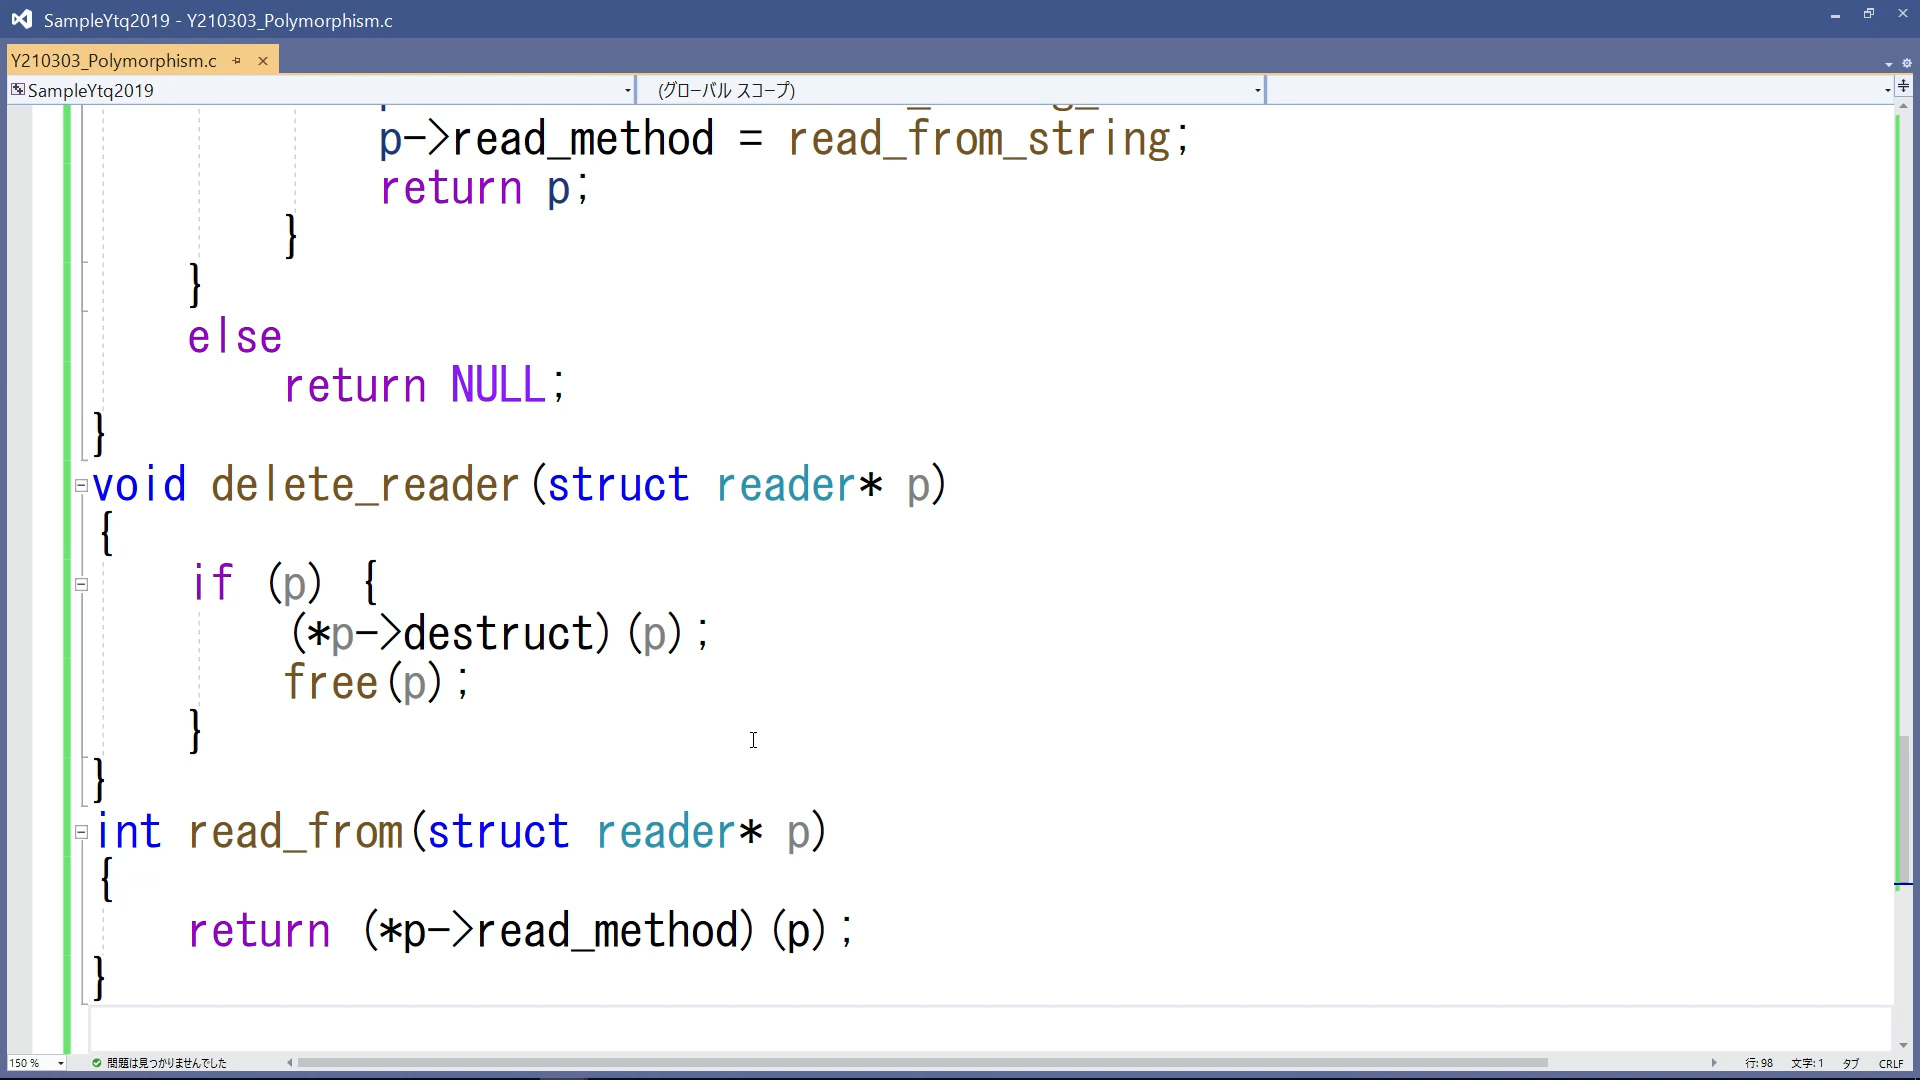 SampleYtq2019 - Y210303_Polymorphism.c
Y210303_Polymorphism.c
SampleYtq2019
(グローバル スコープ)
p->read_method = read_from_string;
return p;
}
}
else
return NULL;
}
void delete_reader(struct reader* p)
{
if (p) {
(*p->destruct)(p);
free(p);
}
}
int read_from(struct reader* p)
{
return (*p->read_method)(p);
}
150 %
問題は見つかりませんでした
行: 98
文字: 1
タブ
CRLF